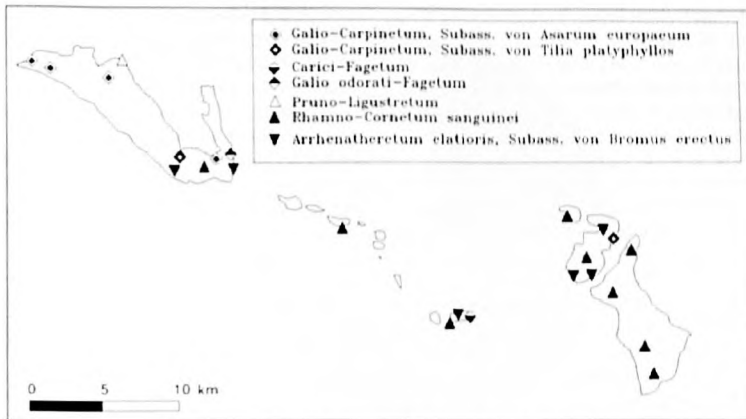 Galio-Carpinetum, Subass. von Asarum europaeum
Galio-Carpinetum, Subass. von Tilia platyphyllos
Carici-Fagetum
Galio odorati-Fagetum
Pruno-Ligustretum
Rhamno-Cornetum sanguinei
Arrhenatheretum elatioris, Subass. von Bromus erectus
0 5 10 km